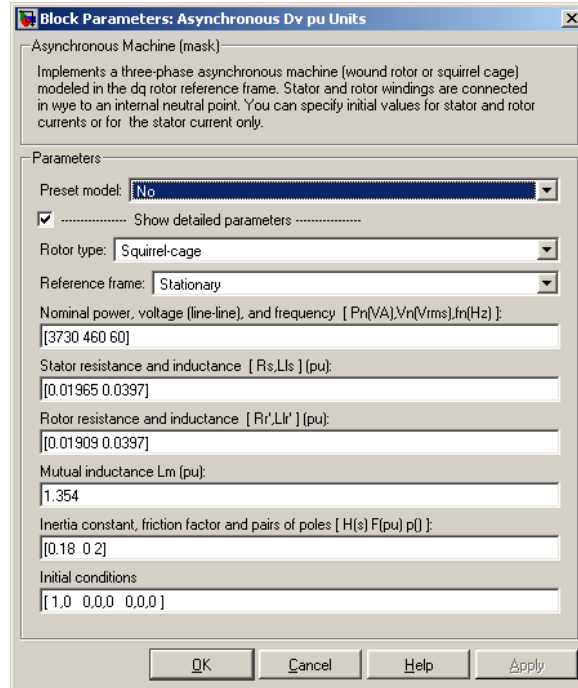 Block Parameters: Asynchronous Dv pu Units
Asynchronous Machine (mask)
Implements a three-phase asynchronous machine (wound rotor or squirrel cage)
modeled in the dq rotor reference frame. Stator and rotor windings are connected
in wye to an internal neutral point. You can specify initial values for stator and rotor
currents or for the stator current only.
Parameters
Preset model: No
---------------- Show detailed parameters ----------------
Rotor type: Squirrel-cage
Reference frame: Stationary
Nominal power, voltage (line-line), and frequency [ Pn(VA),Vn(Vrms),fn(Hz) ]:
[3730 460 60]
Stator resistance and inductance [ Rs,Lls ] (pu):
[0.01965 0.0397]
Rotor resistance and inductance [ Rr',Llr' ] (pu):
[0.01909 0.0397]
Mutual inductance Lm (pu):
1.354
Inertia constant, friction factor and pairs of poles [ H(s) F(pu) p() ]:
[0.18 0 2]
Initial conditions
[ 1,0 0,0,0 0,0,0 ]
OK Cancel Help Apply